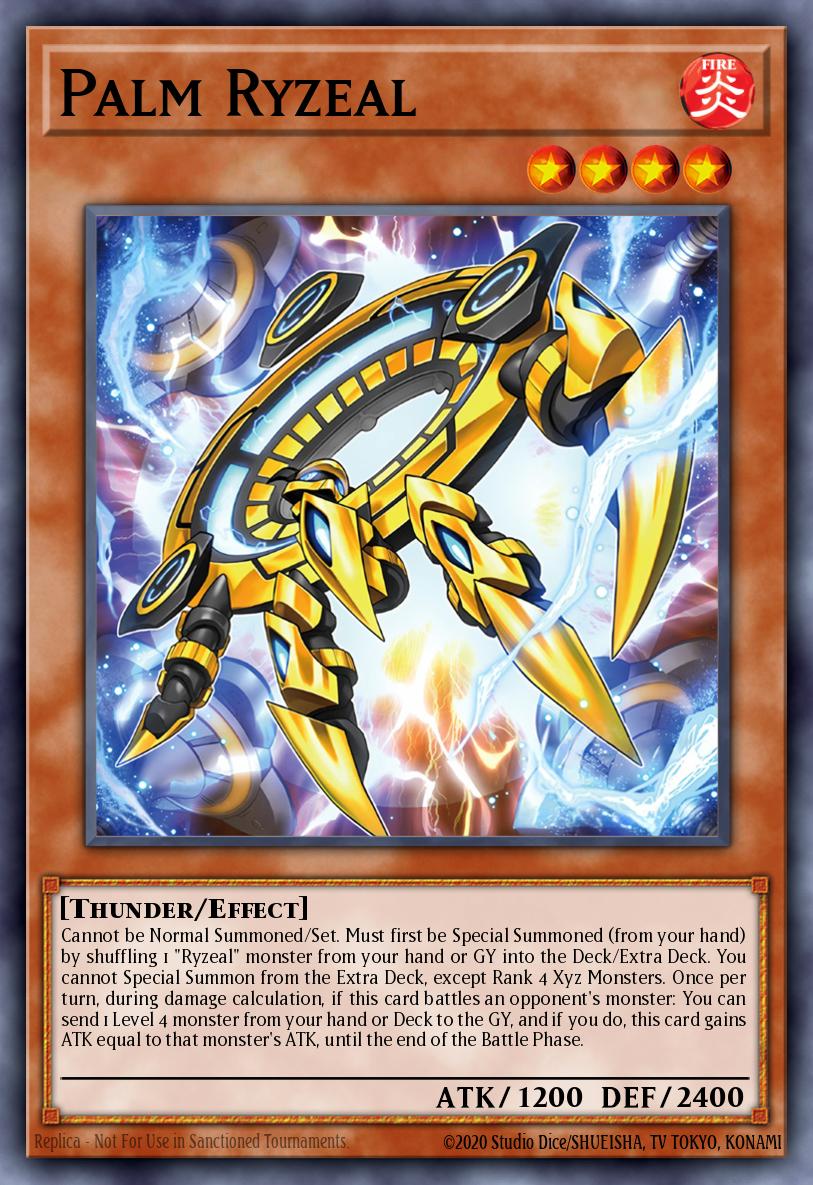 Palm Ryzeal
FIRE
炎
[Thunder/Effect]
Cannot be Normal Summoned/Set. Must first be Special Summoned (from your hand)
by shuffling 1 "Ryzeal" monster from your hand or GY into the Deck/Extra Deck. You
cannot Special Summon from the Extra Deck, except Rank 4 Xyz Monsters. Once per
turn, during damage calculation, if this card battles an opponent's monster: You can
send 1 Level 4 monster from your hand or Deck to the GY, and if you do, this card gains
ATK equal to that monster's ATK, until the end of the Battle Phase.
ATK/1200 DEF/2400
Replica - Not For Use in Sanctioned Tournaments.
©2020 Studio Dice/SHUEISHA, TV TOKYO, KONAMI